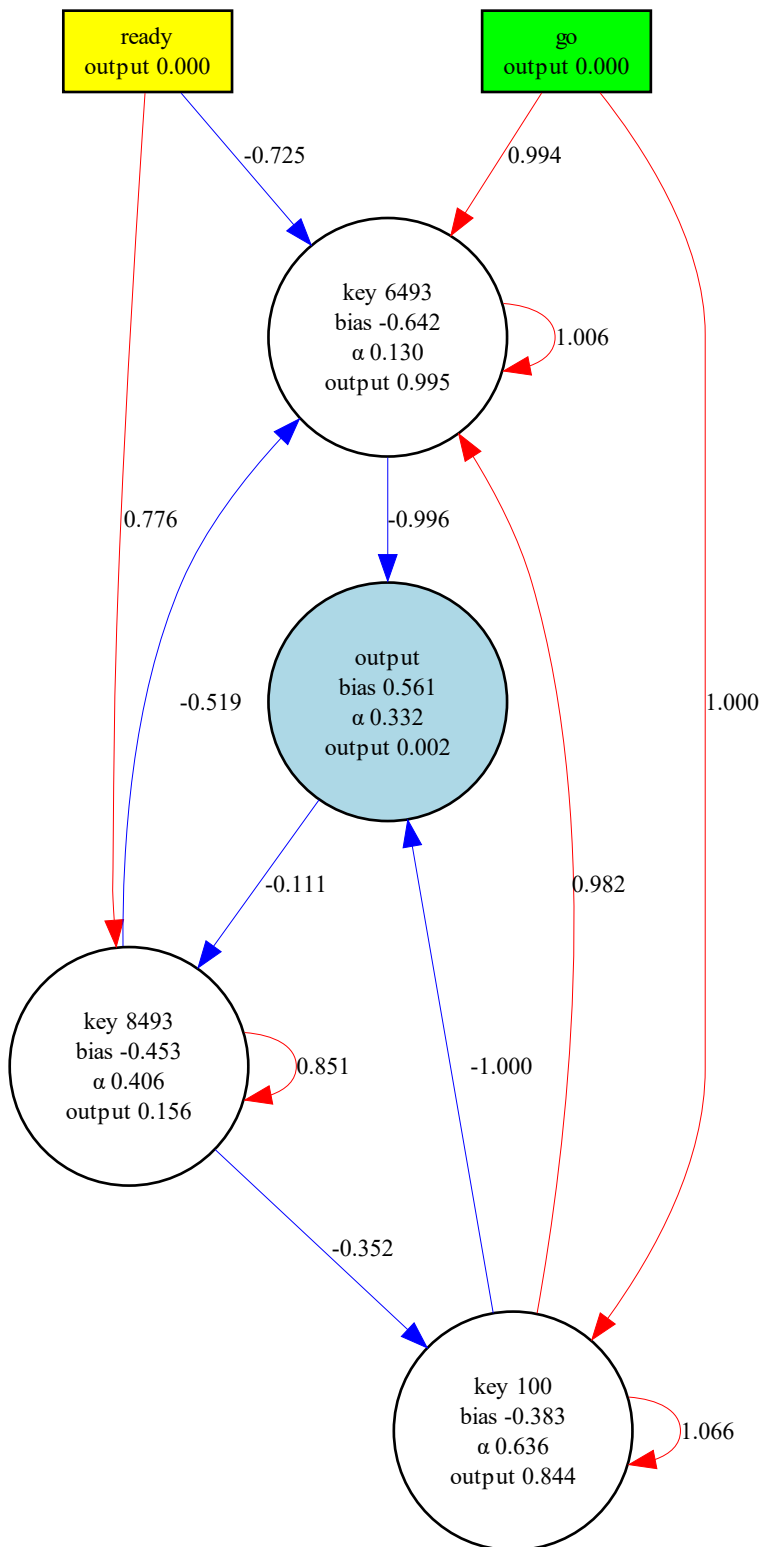 ready
output 0.000
go
output 0.000
-0.725
0.994
key 6493
bias -0.642
α 0.130
output 0.995
1.006
0.776
-0.996
output
bias 0.561
α 0.332
output 0.002
-0.519
1.000
-0.111
0.982
key 8493
bias -0.453
α 0.406
output 0.156
0.851
-1.000
-0.352
key 100
bias -0.383
α 0.636
output 0.844
1.066